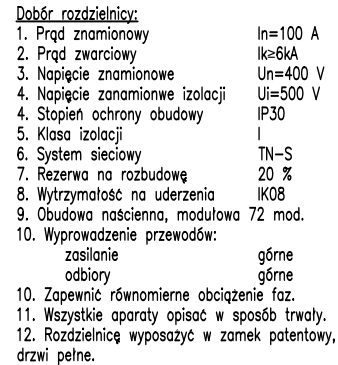 Dobór rozdzielnicy:
1. Prąd znamionowy In=100 A
2. Prąd zwarciowy Ik≥6kA
3. Napięcie znamionowe Un=400 V
4. Napięcie zanamionwe izolacji Ui=500 V
4. Stopień ochrony obudowy IP30
5. Klasa izolacji I
6. System sieciowy TN-S
7. Rezerwa na rozbudowę 20 %
8. Wytrzymałość na uderzenia IK08
9. Obudowa naścienna, modułowa 72 mod.
10. Wyprowadzenie przewodów:
zasilanie górne
odbiory górne
10. Zapewnić równomierne obciążenie faz.
11. Wszystkie aparaty opisać w sposób trwały.
12. Rozdzielnicę wyposażyć w zamek patentowy,
drzwi pełne.